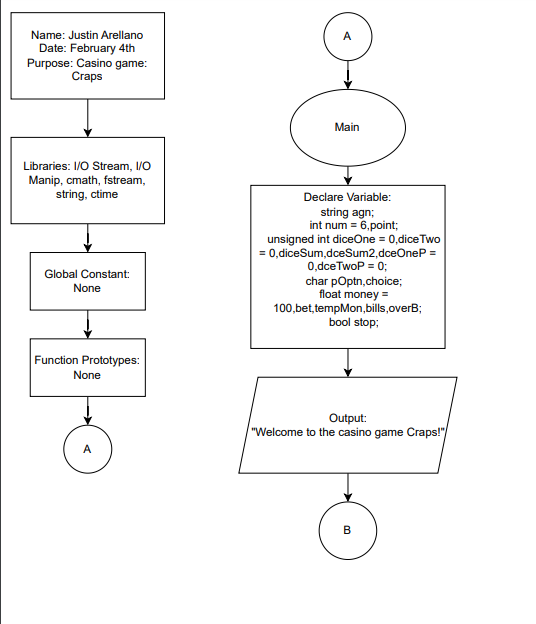 Name: Justin Arellano
Date: February 4th
Purpose: Casino game:
Craps
Libraries: I/O Stream, I/O
Manip, cmath, fstream,
string, ctime
Global Constant:
None
Function Prototypes:
None
A
A
Main
Declare Variable:
string agn;
int num = 6,point;
unsigned int diceOne = 0,diceTwo
= 0,diceSum,dceSum2,dceOneP =
0,dceTwoP = 0;
char pOptn,choice;
float money =
100,bet,tempMon,bills,overB;
bool stop;
Output:
"Welcome to the casino game Craps!"
B